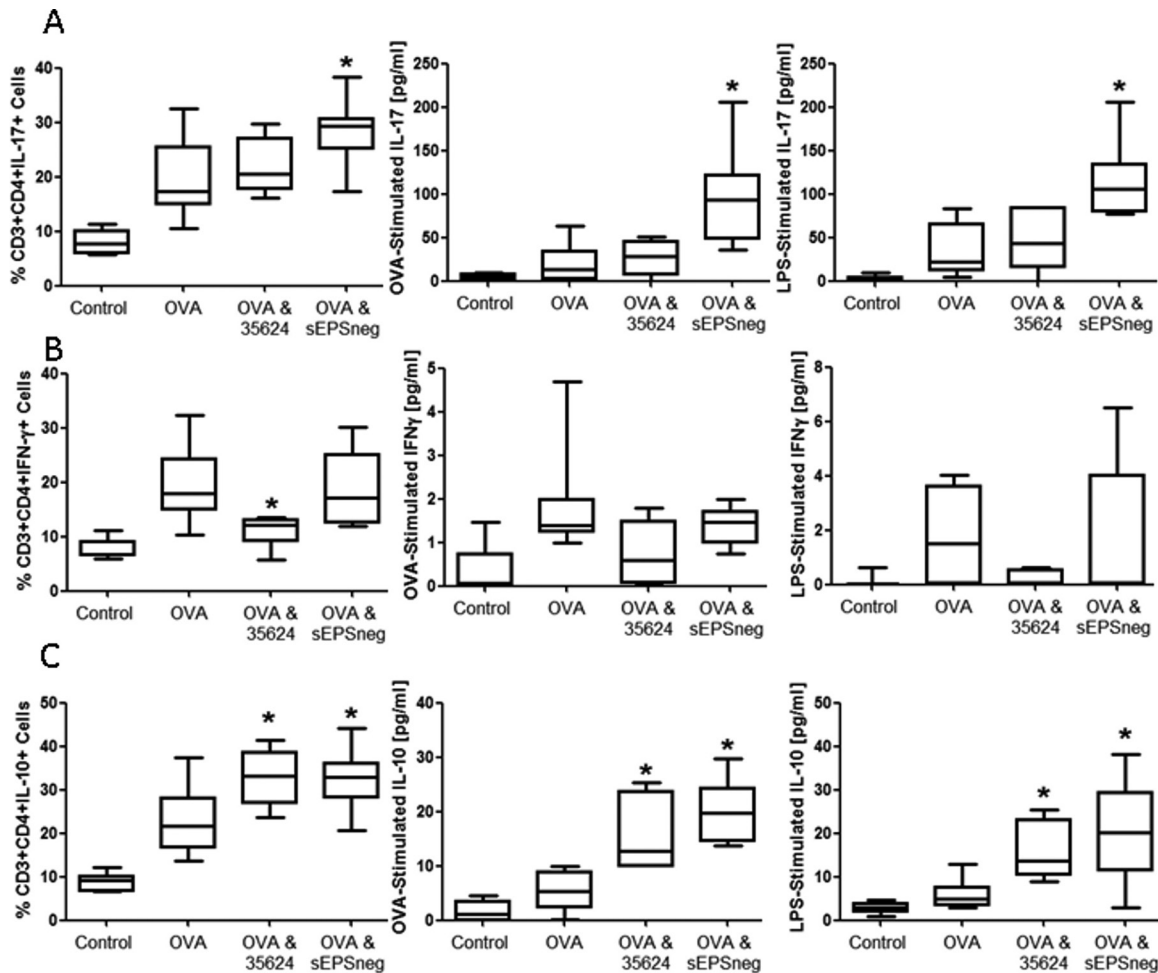 A
% CD3+CD4+IL-17+ Cells
40
30
20
10
0
*
Control
OVA
OVA &
35624
OVA &
sEPSneg
OVA-Stimulated IL-17 [pg/ml]
250
200
150
100
50
0
*
Control
OVA
OVA &
35624
OVA &
sEPSneg
LPS-Stimulated IL-17 [pg/ml]
250
200
150
100
50
0
*
Control
OVA
OVA &
35624
OVA &
sEPSneg
B
% CD3+CD4+IFN-γ+ Cells
40
30
20
10
0
*
Control
OVA
OVA &
35624
OVA &
sEPSneg
OVA-Stimulated IFNγ [pg/ml]
5
4
3
2
1
0
Control
OVA
OVA &
35624
OVA &
sEPSneg
LPS-Stimulated IFNγ [pg/ml]
8
6
4
2
0
Control
OVA
OVA &
35624
OVA &
sEPSneg
C
% CD3+CD4+IL-10+ Cells
50
40
30
20
10
0
*
*
Control
OVA
OVA &
35624
OVA &
sEPSneg
OVA-Stimulated IL-10 [pg/ml]
40
30
20
10
0
*
*
Control
OVA
OVA &
35624
OVA &
sEPSneg
LPS-Stimulated IL-10 [pg/ml]
50
40
30
20
10
0
*
*
Control
OVA
OVA &
35624
OVA &
sEPSneg